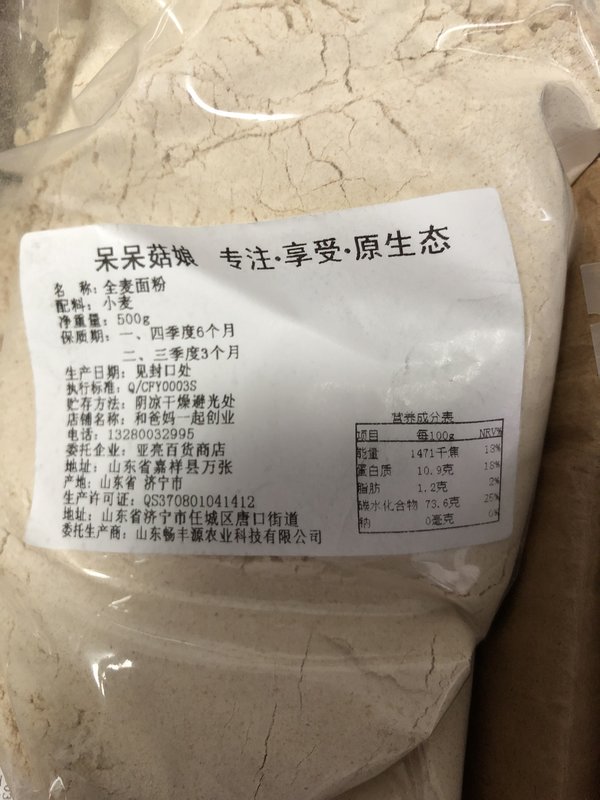 呆呆菇娘 专注·享受·原生态
名 称：全麦面粉
配料：小麦
净重量：500g
保质期：一、四季度6个月
二、三季度3个月
生产日期：见封口处
执行标准：Q/CFY0003S
贮存方法：阴凉干燥避光处
店铺名称：和爸妈一起创业
电话：13280032995
委托企业：亚亮百货商店
地址：山东省嘉祥县万张
产地：山东省 济宁市
生产许可证：QS370801041412
地址：山东省济宁市任城区唐口街道
委托生产商：山东畅丰源农业科技有限公司
营养成分表
项目 每100g NRV%
能量 1471千焦 18%
蛋白质 10.9克 18%
脂肪 1.2克 2%
碳水化合物 73.6克 25%
钠 0毫克 0%